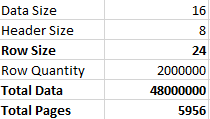 Data Size 16
Header Size 8
Row Size 24
Row Quantity 2000000
Total Data 48000000
Total Pages 5956